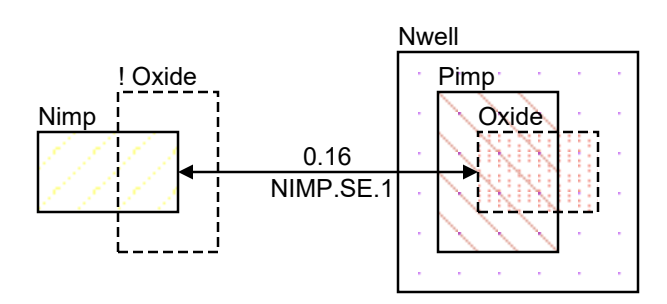 Nwell
! Oxide
Pimp
Nimp
Oxide
0.16
NIMP.SE.1